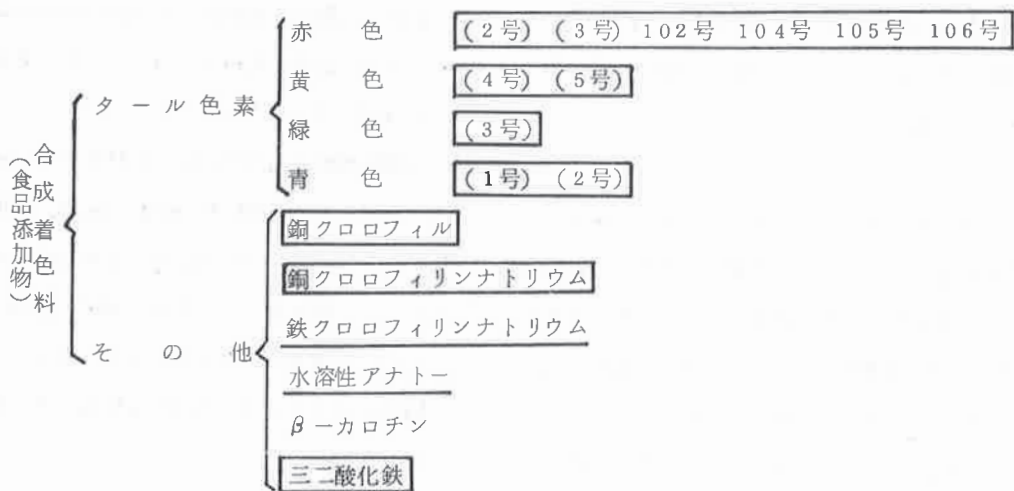 合成着色料
（食品添加物）
タール色素
赤色 (2号) (3号) 102号 104号 105号 106号
黄色 (4号) (5号)
緑色 (3号)
青色 (1号) (2号)
その他
銅クロロフィル
銅クロロフィリンナトリウム
鉄クロロフィリンナトリウム
水溶性アナトー
β－カロチン
三二酸化鉄